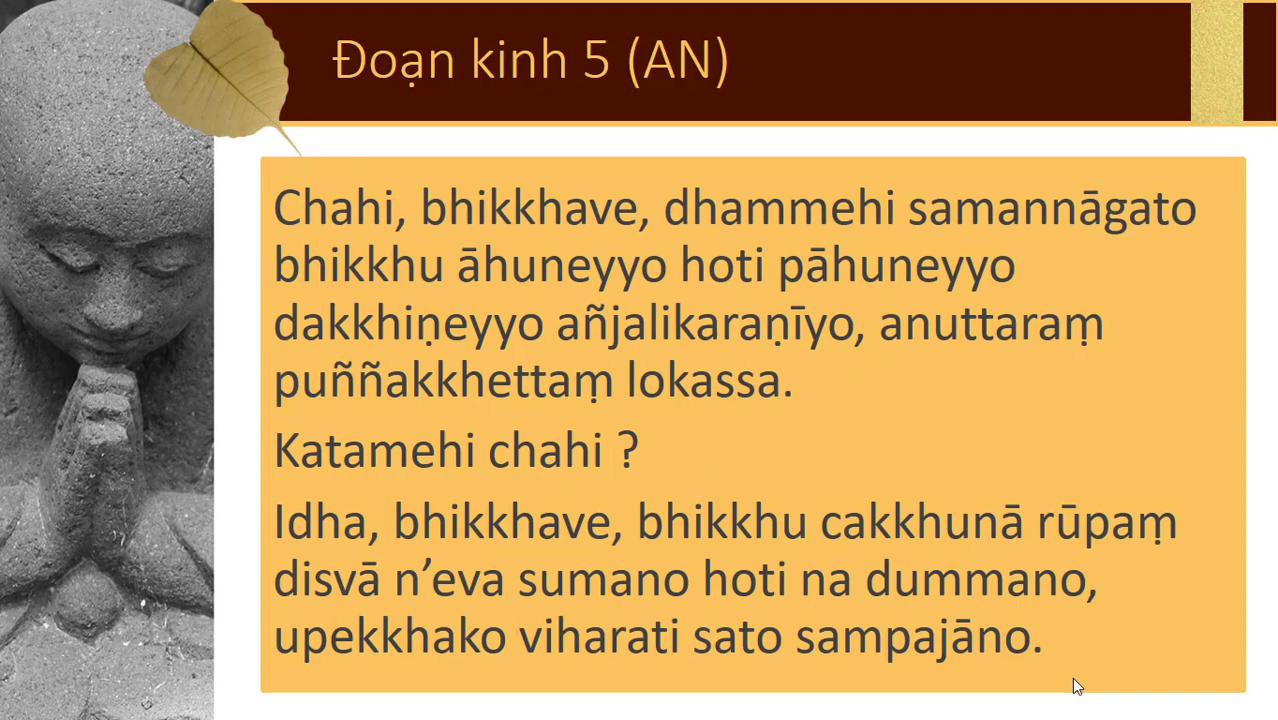 Đoạn kinh 5 (AN)
Chahi, bhikkhave, dhammehi samannāgato
bhikkhu āhuneyyo hoti pāhuneyyo
dakkhiṇeyyo añjalikaraṇīyo, anuttaraṃ
puññakkhettaṃ lokassa.
Katamehi chahi ?
Idha, bhikkhave, bhikkhu cakkhunā rūpaṃ
disvā n’eva sumano hoti na dummano,
upekkhako viharati sato sampajāno.